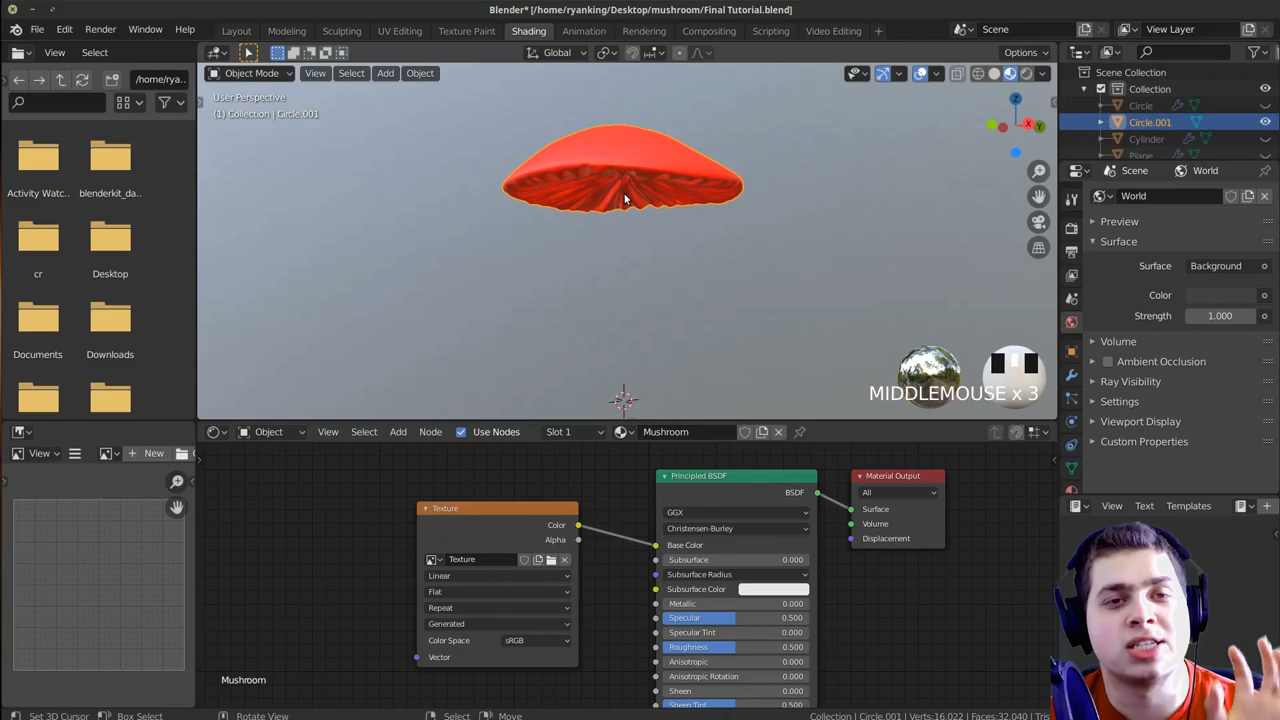 Blender* [/home/ryanking/Desktop/mushroom/Final Tutorial.blend]
File Edit Render Window Help
Layout Modeling Sculpting UV Editing Texture Paint Shading Animation Rendering Compositing Scripting Video Editing
Scene
View Layer
View Select
Global
Options
/home/rya...
Object Mode View Select Add Object
User Perspective
(1) Collection | Circle.001
Scene Collection
Collection
Circle
Circle.001
Cylinder
Plane
Scene World
World
Preview
Surface
Surface Background
Color
Strength 1.000
Volume
Ambient Occlusion
Ray Visibility
Settings
Viewport Display
Custom Properties
Activity Watc...
blenderkit_da...
cr
Desktop
Documents
Downloads
X
Y
Z
MIDDLEMOUSE x 3
Object View Select Add Node Use Nodes Slot 1 Mushroom
View New
View Text Templates
Texture
Color
Alpha
Texture
Linear
Flat
Repeat
Generated
Color Space sRGB
Vector
Principled BSDF
BSDF
GGX
Christensen-Burley
Base Color
Subsurface 0.000
Subsurface Radius
Subsurface Color
Metallic 0.000
Specular 0.500
Specular Tint 0.000
Roughness 0.500
Anisotropic 0.000
Anisotropic Rotation 0.000
Sheen 0.000
Sheen Tint 0.500
Material Output
All
Surface
Volume
Displacement
Mushroom
Set 3D Cursor Box Select Rotate View Select Move
Collection | Circle.001 | Verts:16,022 | Faces:32,040 | Tris